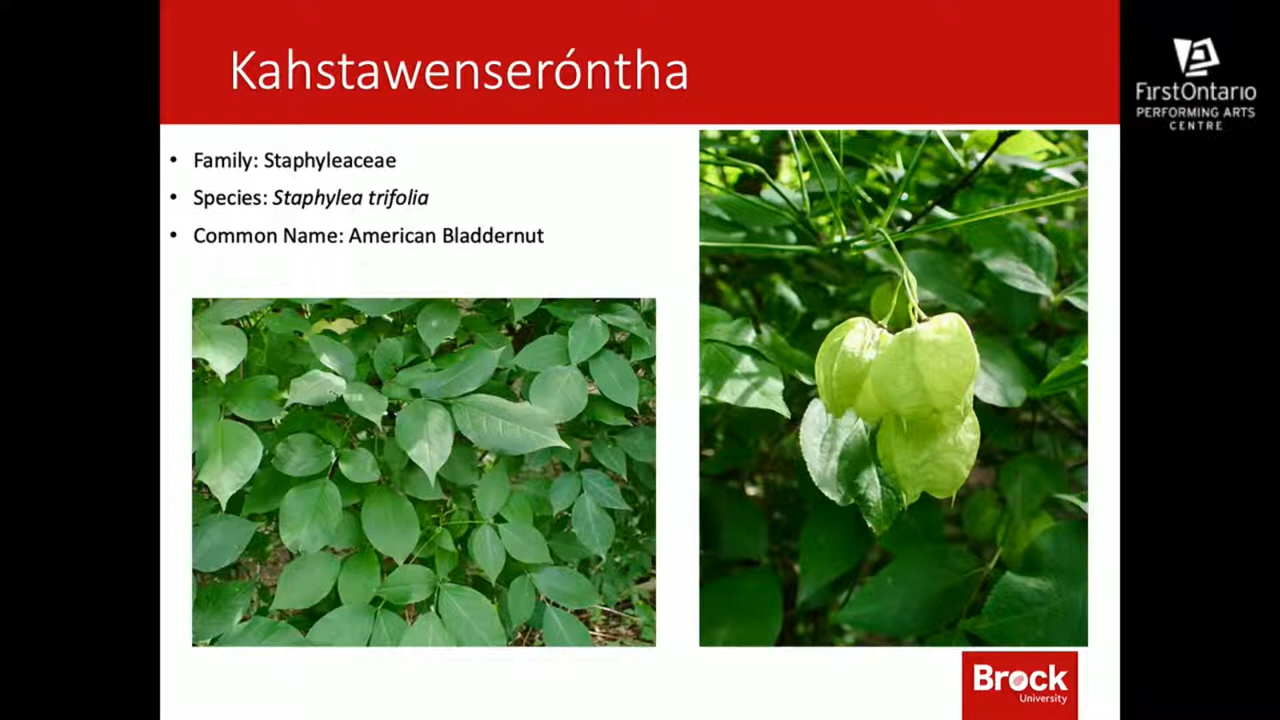 Kahstawenseróntha
• Family: Staphyleaceae
• Species: Staphylea trifolia
• Common Name: American Bladdernut
FirstOntario
PERFORMING ARTS
CENTRE
Brock
University